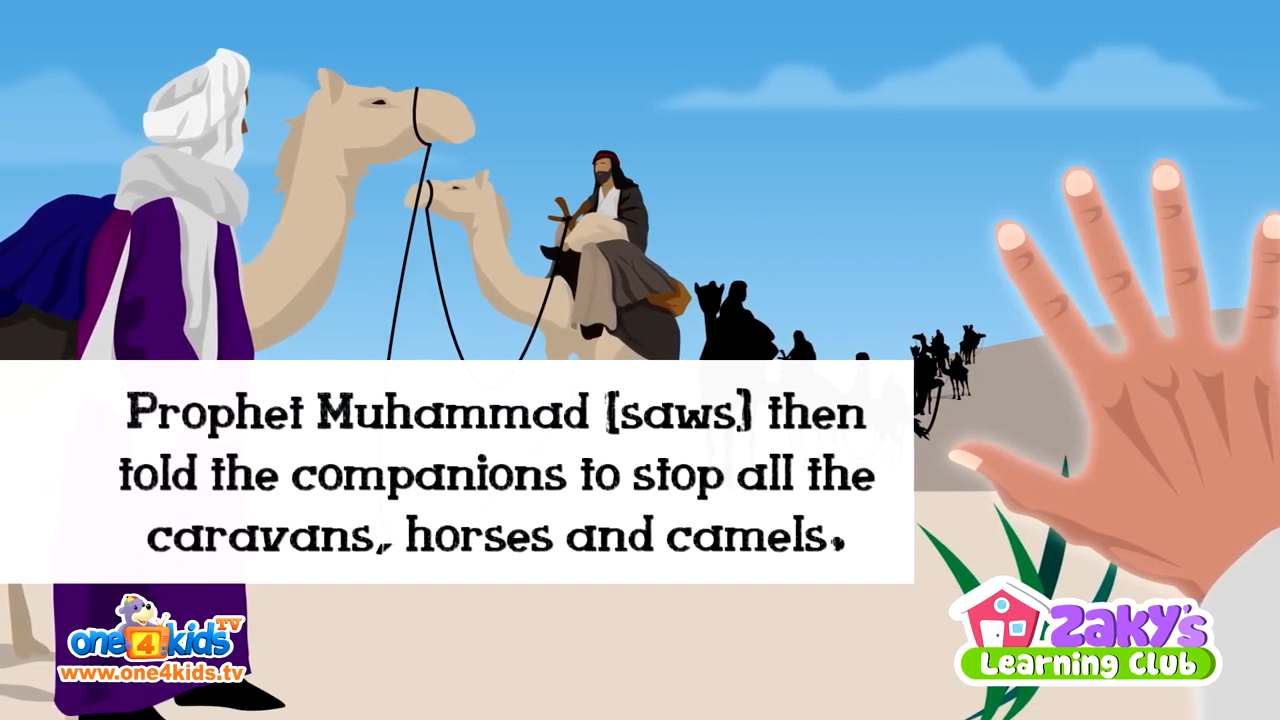 Prophet Muhammad (saws) then
told the companions to stop all the
caravans, horses and camels.
one4kids TV
www.one4kids.tv
Zaky's
Learning Club